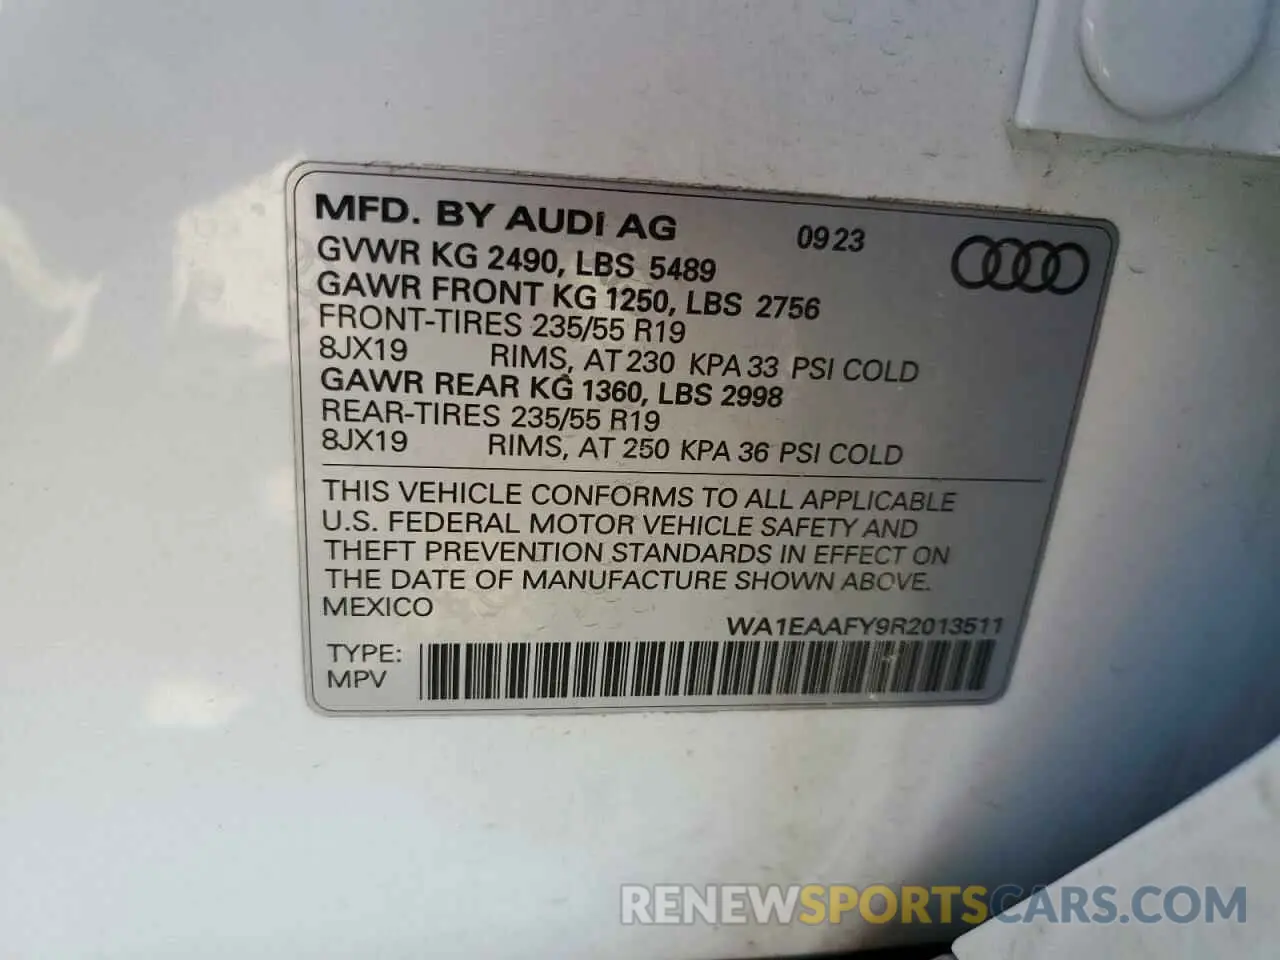 MFD. BY AUDI AG 09 23
GVWR KG 2490, LBS 5489
GAWR FRONT KG 1250, LBS 2756
FRONT-TIRES 235/55 R19
8JX19 RIMS, AT 230 KPA 33 PSI COLD
GAWR REAR KG 1360, LBS 2998
REAR-TIRES 235/55 R19
8JX19 RIMS, AT 250 KPA 36 PSI COLD
THIS VEHICLE CONFORMS TO ALL APPLICABLE
U.S. FEDERAL MOTOR VEHICLE SAFETY AND
THEFT PREVENTION STANDARDS IN EFFECT ON
THE DATE OF MANUFACTURE SHOWN ABOVE.
MEXICO
WA1EAAFY9R2013511
TYPE:
MPV
RENEWSPORTSCARS.COM